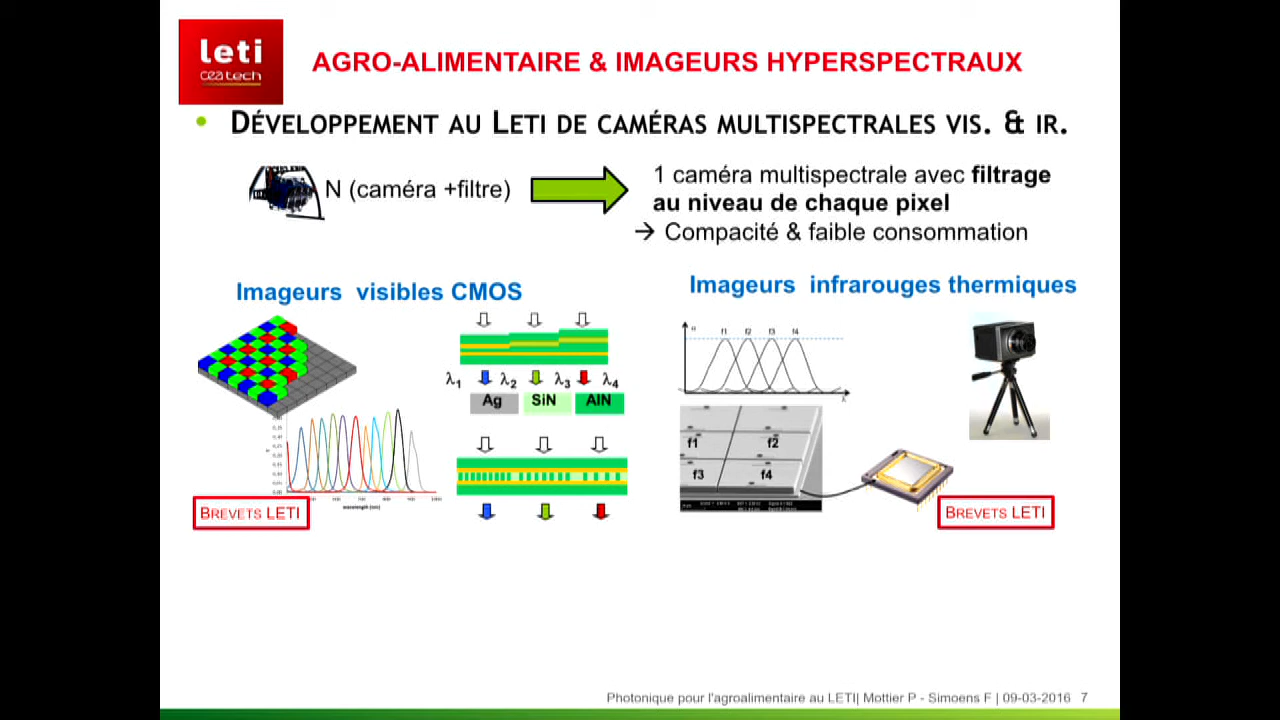 leti
ceatech
AGRO-ALIMENTAIRE & IMAGEURS HYPERSPECTRAUX
• DÉVELOPPEMENT AU LETI DE CAMÉRAS MULTISPECTRALES VIS. & IR.
N (caméra +filtre)
1 caméra multispectrale avec filtrage
au niveau de chaque pixel
→ Compacité & faible consommation
Imageurs visibles CMOS
Imageurs infrarouges thermiques
λ1 λ2 λ3 λ4
Ag SiN AlN
wavelength (nm)
BREVETS LETI
f1 f2 f3 f4
λ
f1 f2
f3 f4
BREVETS LETI
Photonique pour l'agroalimentaire au LETI| Mottier P - Simoens F | 09-03-2016 7